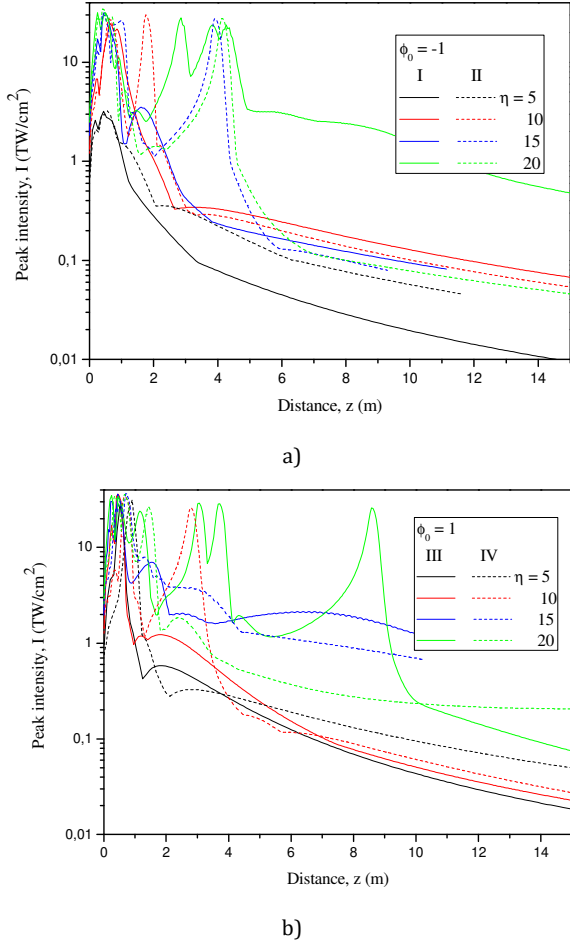 Peak intensity, I (TW/cm²)
10
1
0,1
0,01
ϕ₀ = -1
I II
η = 5
10
15
20
0 2 4 6 8 10 12 14
Distance, z (m)
a)
Peak intensity, I (TW/cm²)
10
1
0,1
0,01
ϕ₀ = 1
III IV
η = 5
10
15
20
0 2 4 6 8 10 12 14
Distance, z (m)
b)